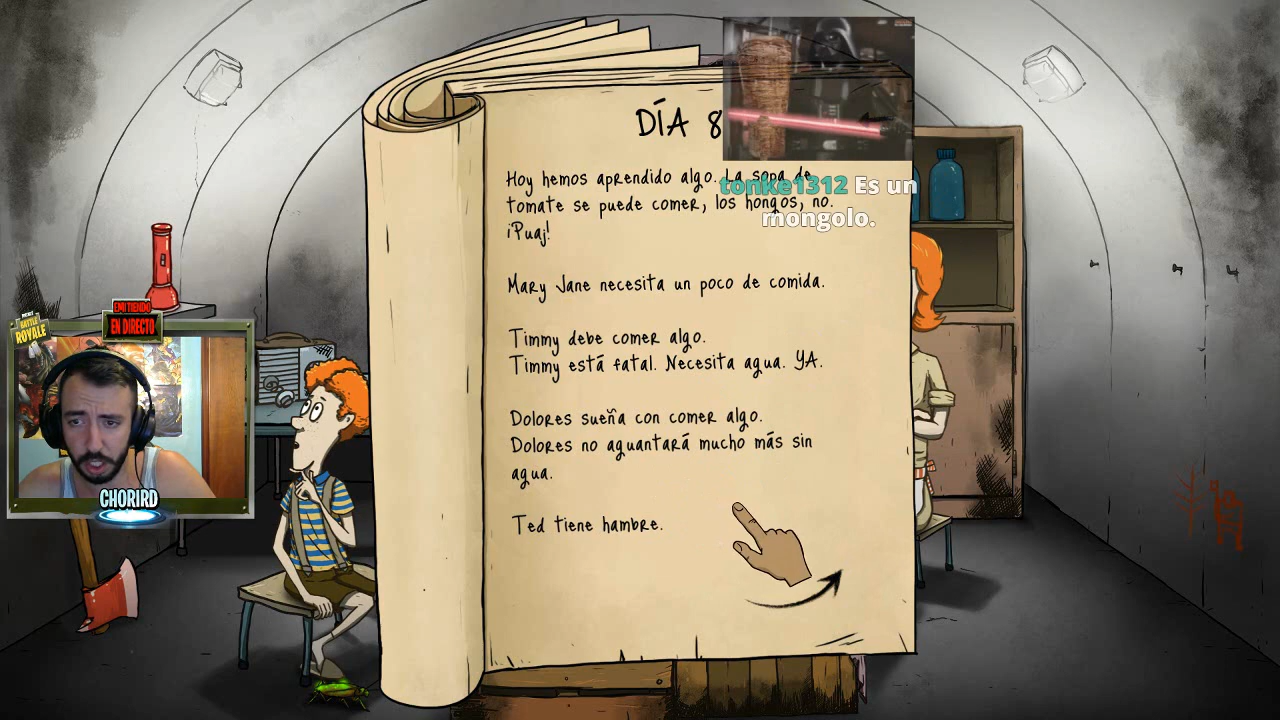 DÍA 8
Hoy hemos aprendido algo. La sopa de
tomate se puede comer, los hongos, no.
¡Puaj!
Mary Jane necesita un poco de comida.
Timmy debe comer algo.
Timmy está fatal. Necesita agua. YA.
Dolores sueña con comer algo.
Dolores no aguantará mucho más sin
agua.
Ted tiene hambre.
tonke1312 Es un
mongolo.
BATTLE
ROYALE
EMITIENDO
EN DIRECTO
CHORIRD